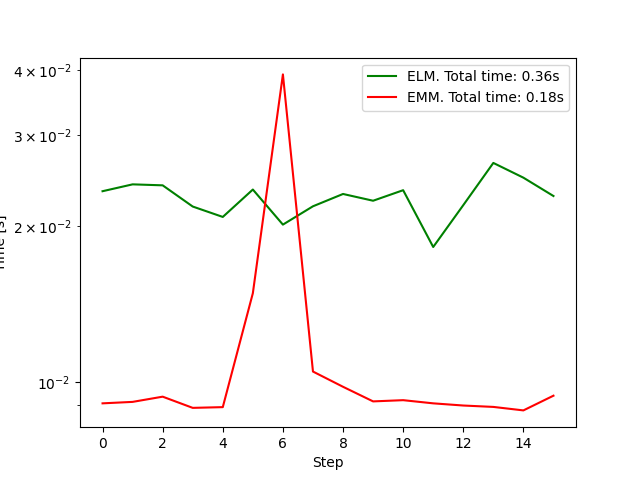 ELM. Total time: 0.36s
EMM. Total time: 0.18s
4 × 10⁻²
3 × 10⁻²
2 × 10⁻²
10⁻²
Time [s]
0 2 4 6 8 10 12 14
Step